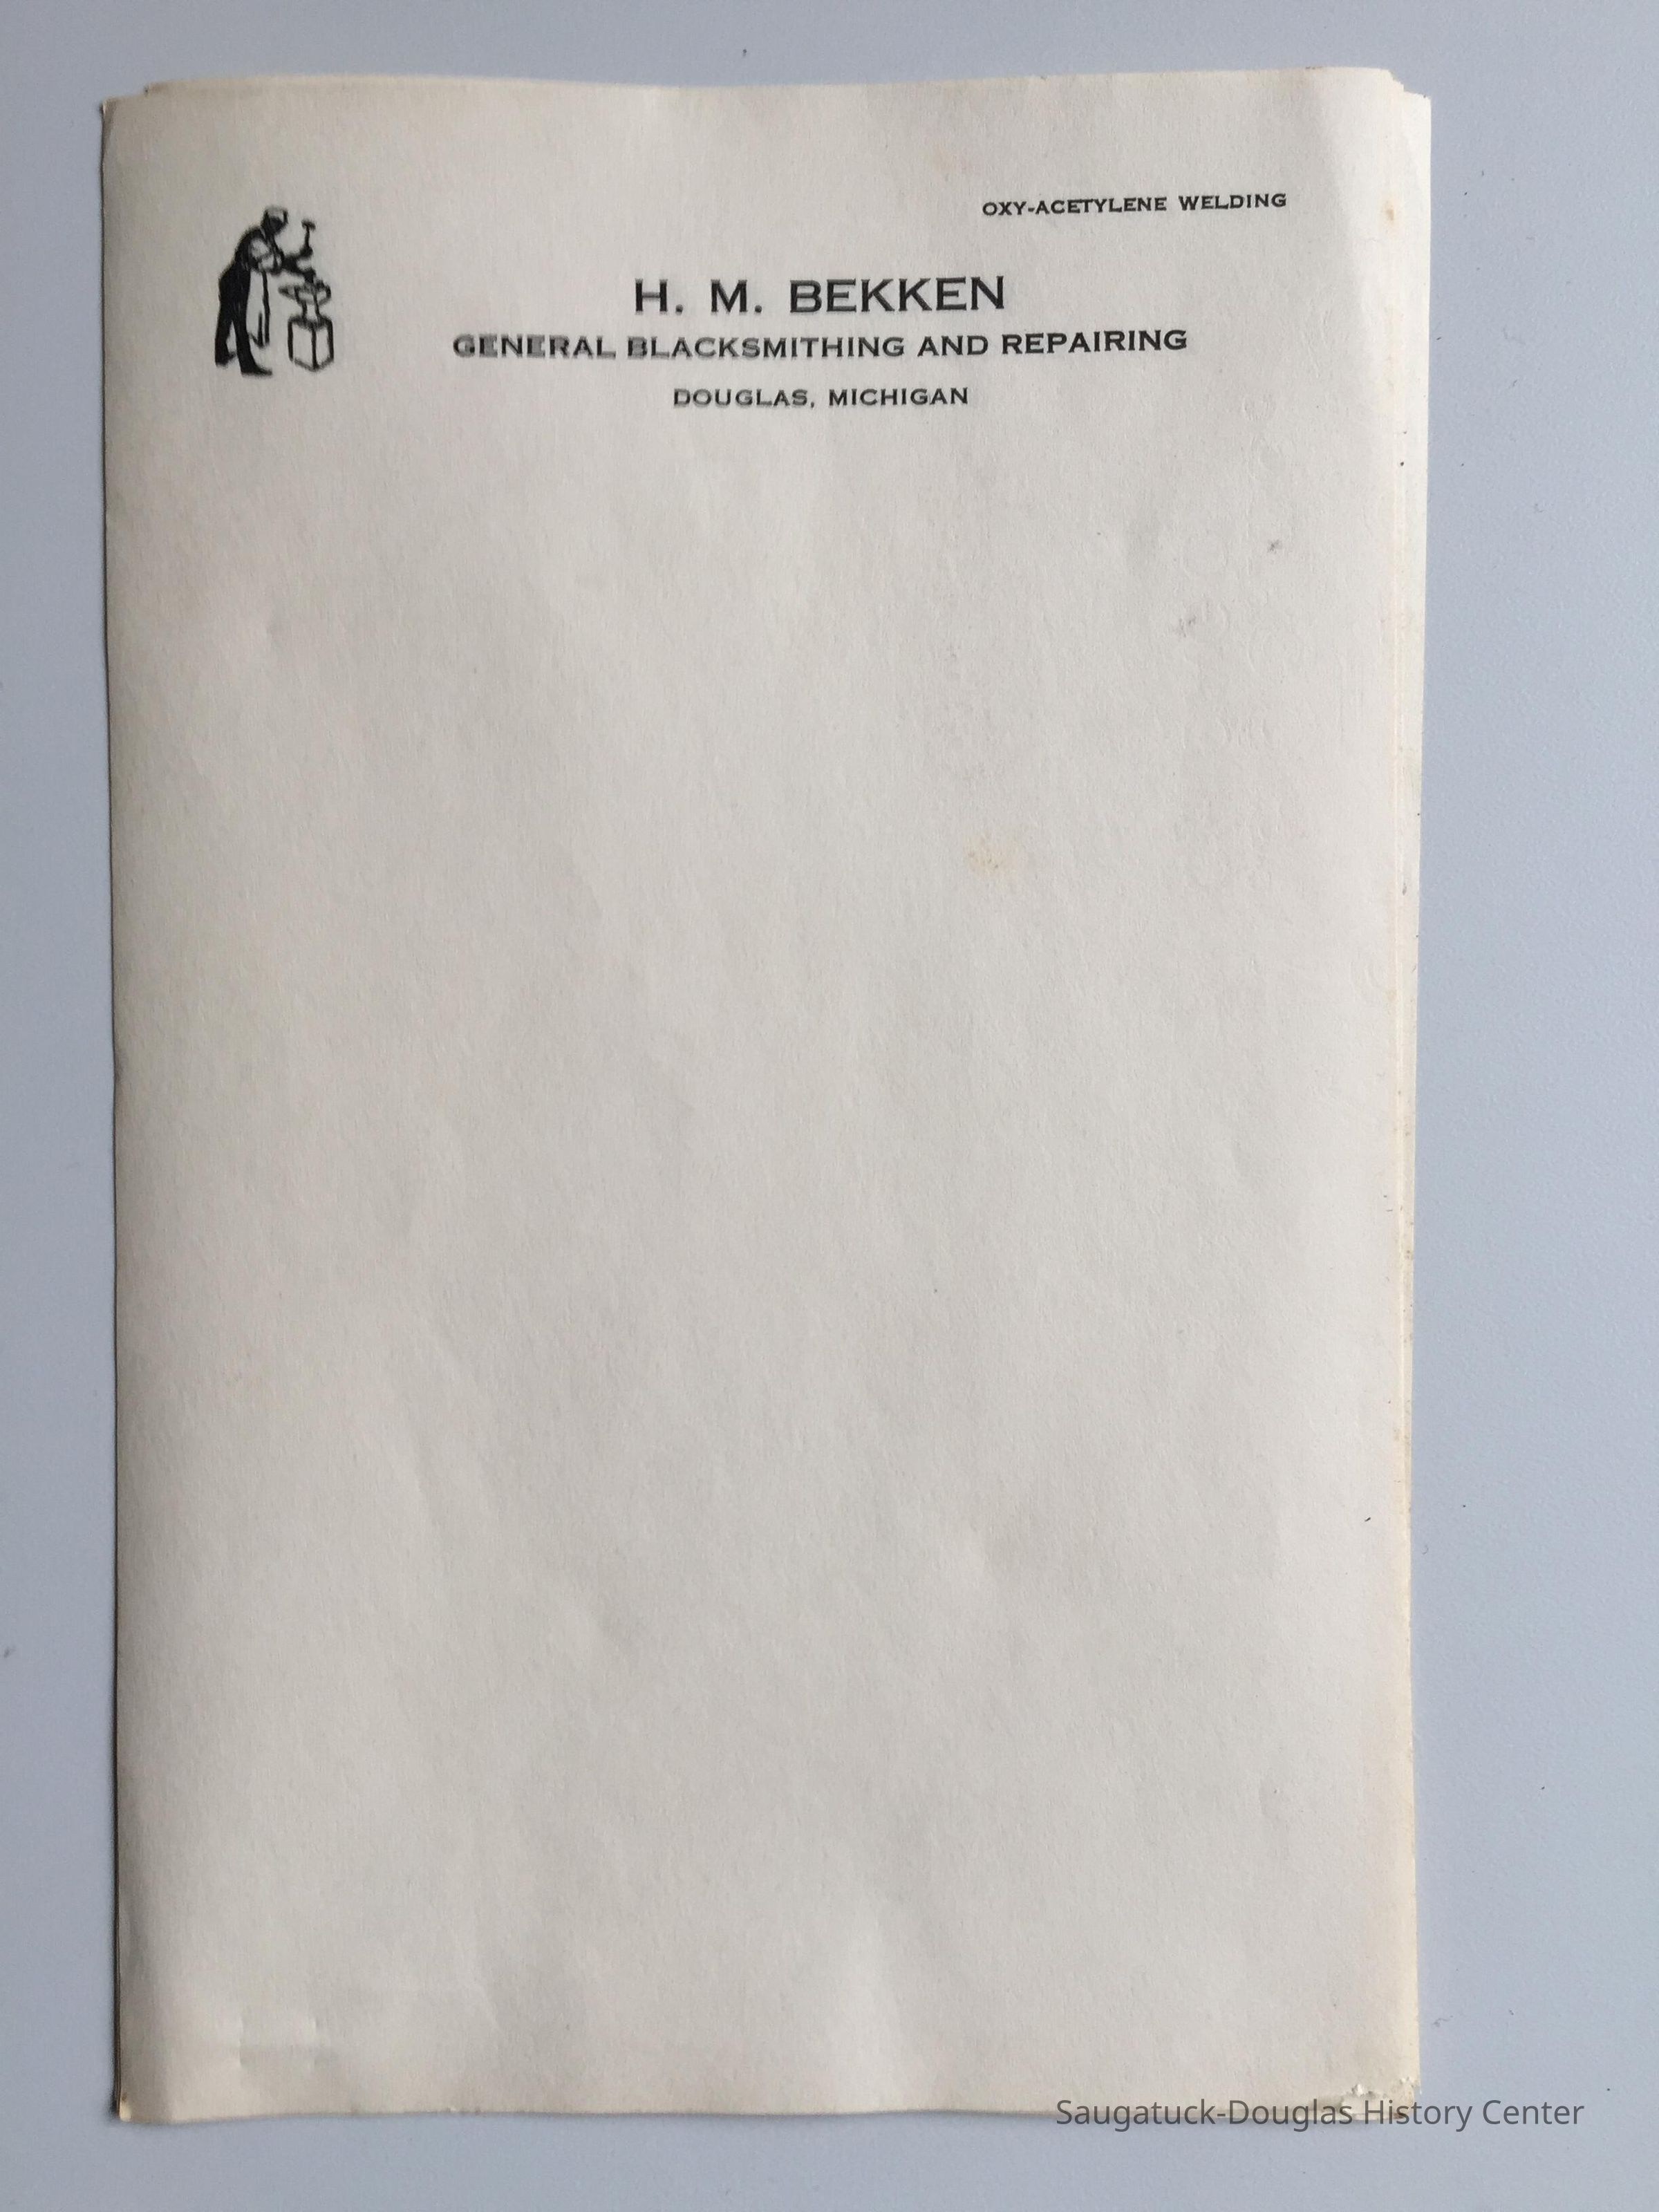 OXY-ACETYLENE WELDING
H. M. BEKKEN
GENERAL BLACKSMITHING AND REPAIRING
DOUGLAS, MICHIGAN
Saugatuck-Douglas History Center